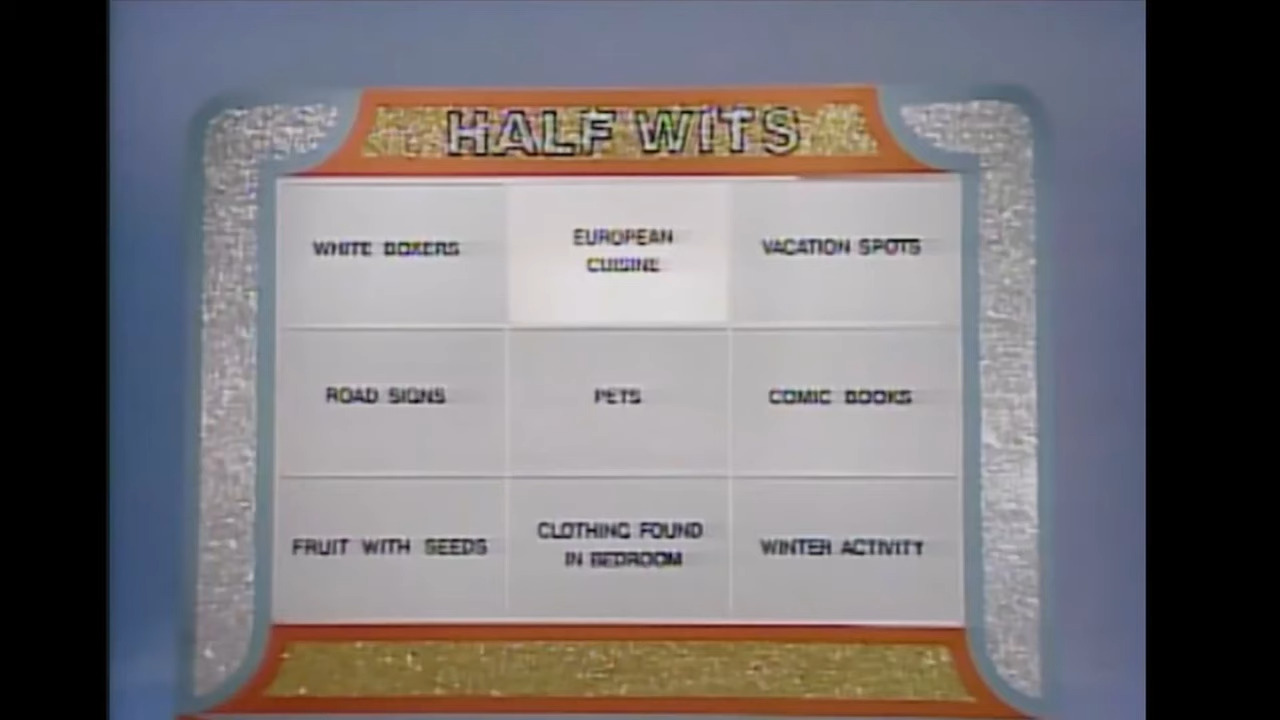 HALF WITS
WHITE BOXERS
EUROPEAN
CUISINE
VACATION SPOTS
ROAD SIGNS
PETS
COMIC BOOKS
FRUIT WITH SEEDS
CLOTHING FOUND
IN BEDROOM
WINTER ACTIVITY